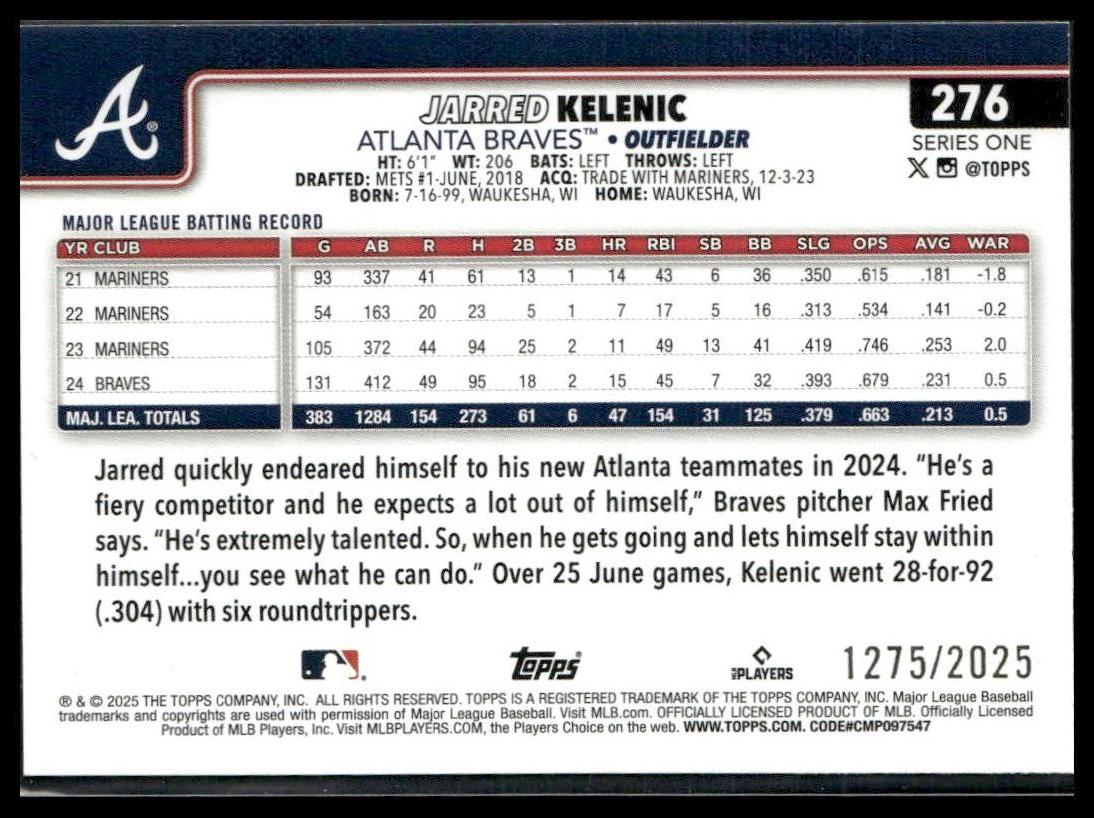 A®
JARRED KELENIC
276
ATLANTA BRAVES™ • OUTFIELDER
SERIES ONE
HT: 6'1" WT: 206 BATS: LEFT THROWS: LEFT
@TOPPS
DRAFTED: METS #1-JUNE, 2018 ACQ: TRADE WITH MARINERS, 12-3-23
BORN: 7-16-99, WAUKESHA, WI HOME: WAUKESHA, WI
MAJOR LEAGUE BATTING RECORD
YR CLUB G AB R H 2B 3B HR RBI SB BB SLG OPS AVG WAR
21 MARINERS 93 337 41 61 13 1 14 43 6 36 .350 .615 .181 -1.8
22 MARINERS 54 163 20 23 5 1 7 17 5 16 .313 .534 .141 -0.2
23 MARINERS 105 372 44 94 25 2 11 49 13 41 .419 .746 .253 2.0
24 BRAVES 131 412 49 95 18 2 15 45 7 32 .393 .679 .231 0.5
MAJ. LEA. TOTALS 383 1284 154 273 61 6 47 154 31 125 .379 .663 .213 0.5
Jarred quickly endeared himself to his new Atlanta teammates in 2024. "He's a
fiery competitor and he expects a lot out of himself," Braves pitcher Max Fried
says. "He's extremely talented. So, when he gets going and lets himself stay within
himself...you see what he can do." Over 25 June games, Kelenic went 28-for-92
(.304) with six roundtrippers.
TOPPS® MLB PLAYERS 1275/2025
® & © 2025 THE TOPPS COMPANY, INC. ALL RIGHTS RESERVED. TOPPS IS A REGISTERED TRADEMARK OF THE TOPPS COMPANY, INC. Major League Baseball
trademarks and copyrights are used with permission of Major League Baseball. Visit MLB.com. OFFICIALLY LICENSED PRODUCT OF MLB. Officially Licensed
Product of MLB Players, Inc. Visit MLBPLAYERS.COM, the Players Choice on the web. WWW.TOPPS.COM. CODE#CMP097547